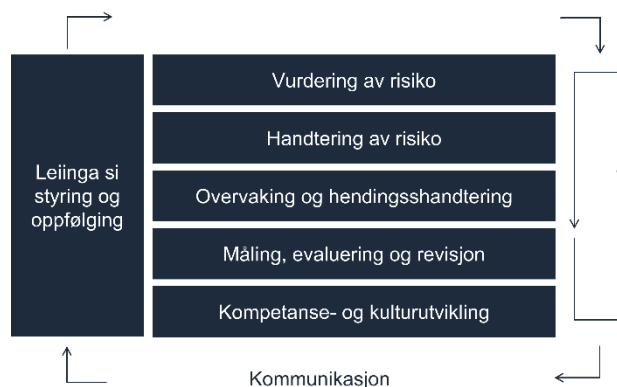 Leiinga si
styring og
oppfølging
Vurdering av risiko
Handtering av risiko
Overvaking og hendingsshandtering
Måling, evaluering og revisjon
Kompetanse- og kulturutvikling
Kommunikasjon